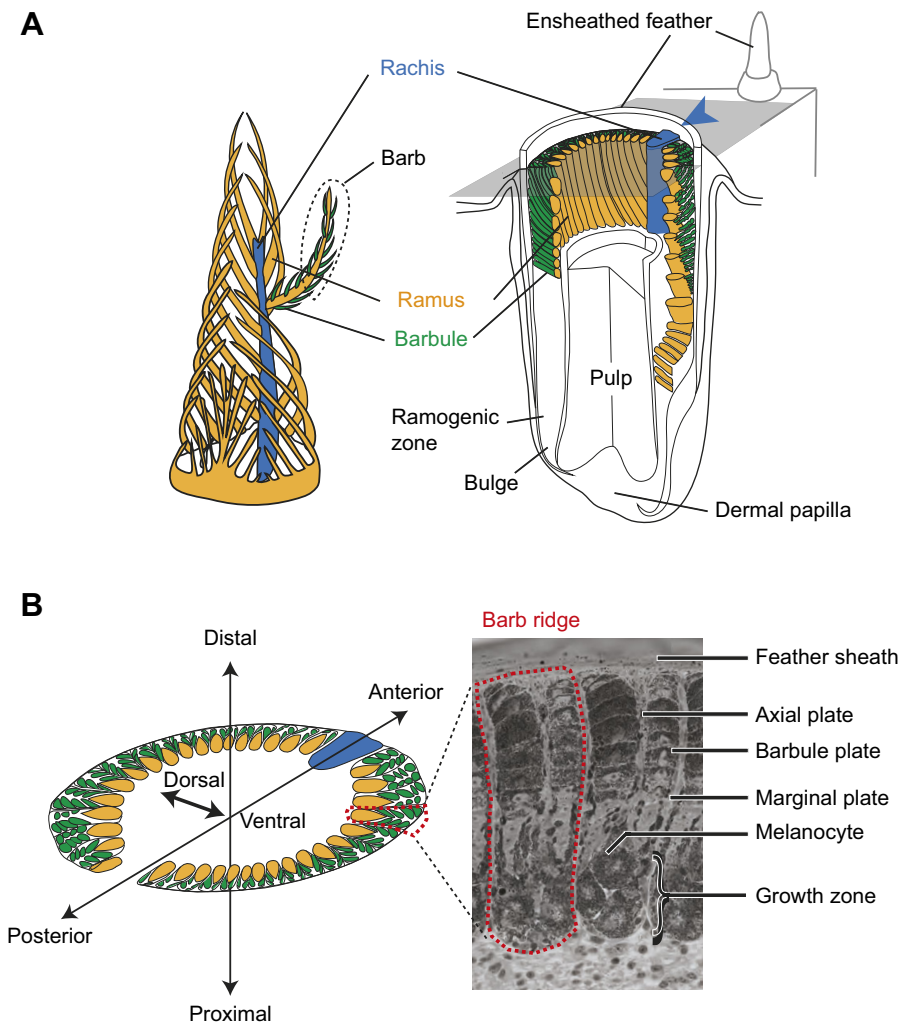 A
Ensheathed feather
Rachis
Barb
Ramus
Barbule
Pulp
Ramogenic
zone
Bulge
Dermal papilla
B
Barb ridge
Distal
Feather sheath
Anterior
Axial plate
Barbule plate
Dorsal
Marginal plate
Ventral
Melanocyte
Growth zone
Posterior
Proximal